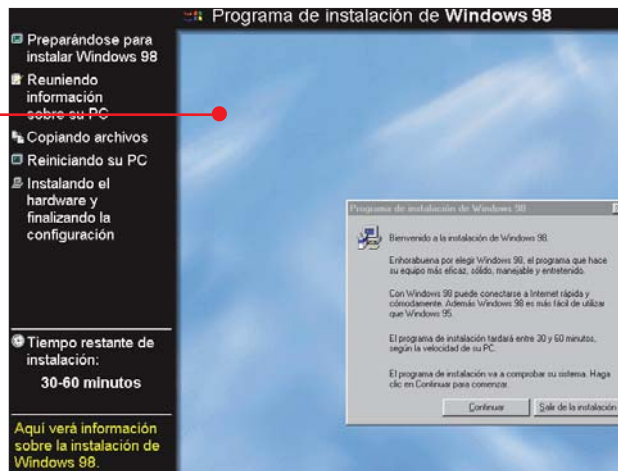 Programa de instalación de Windows 98
Preparándose para
instalar Windows 98
Reuniendo
información
sobre su PC
Copiando archivos
Reiniciando su PC
Instalando el
hardware y
finalizando la
configuración
Tiempo restante de
instalación:
30-60 minutos
Aquí verá información
sobre la instalación de
Windows 98.
Programa de instalación de Windows 98
Bienvenido a la instalación de Windows 98.
Enhorabuena por elegir Windows 98, el programa que hace
su equipo más eficaz, sólido, manejable y entretenido.
Con Windows 98 puede conectarse a Internet rápida y
cómodamente. Además Windows 98 es más fácil de utilizar
que Windows 95.
El programa de instalación tardará entre 30 y 60 minutos,
según la velocidad de su PC.
El programa de instalación va a comprobar su sistema. Haga
clic en Continuar para comenzar.
Continuar
Salir de la instalación